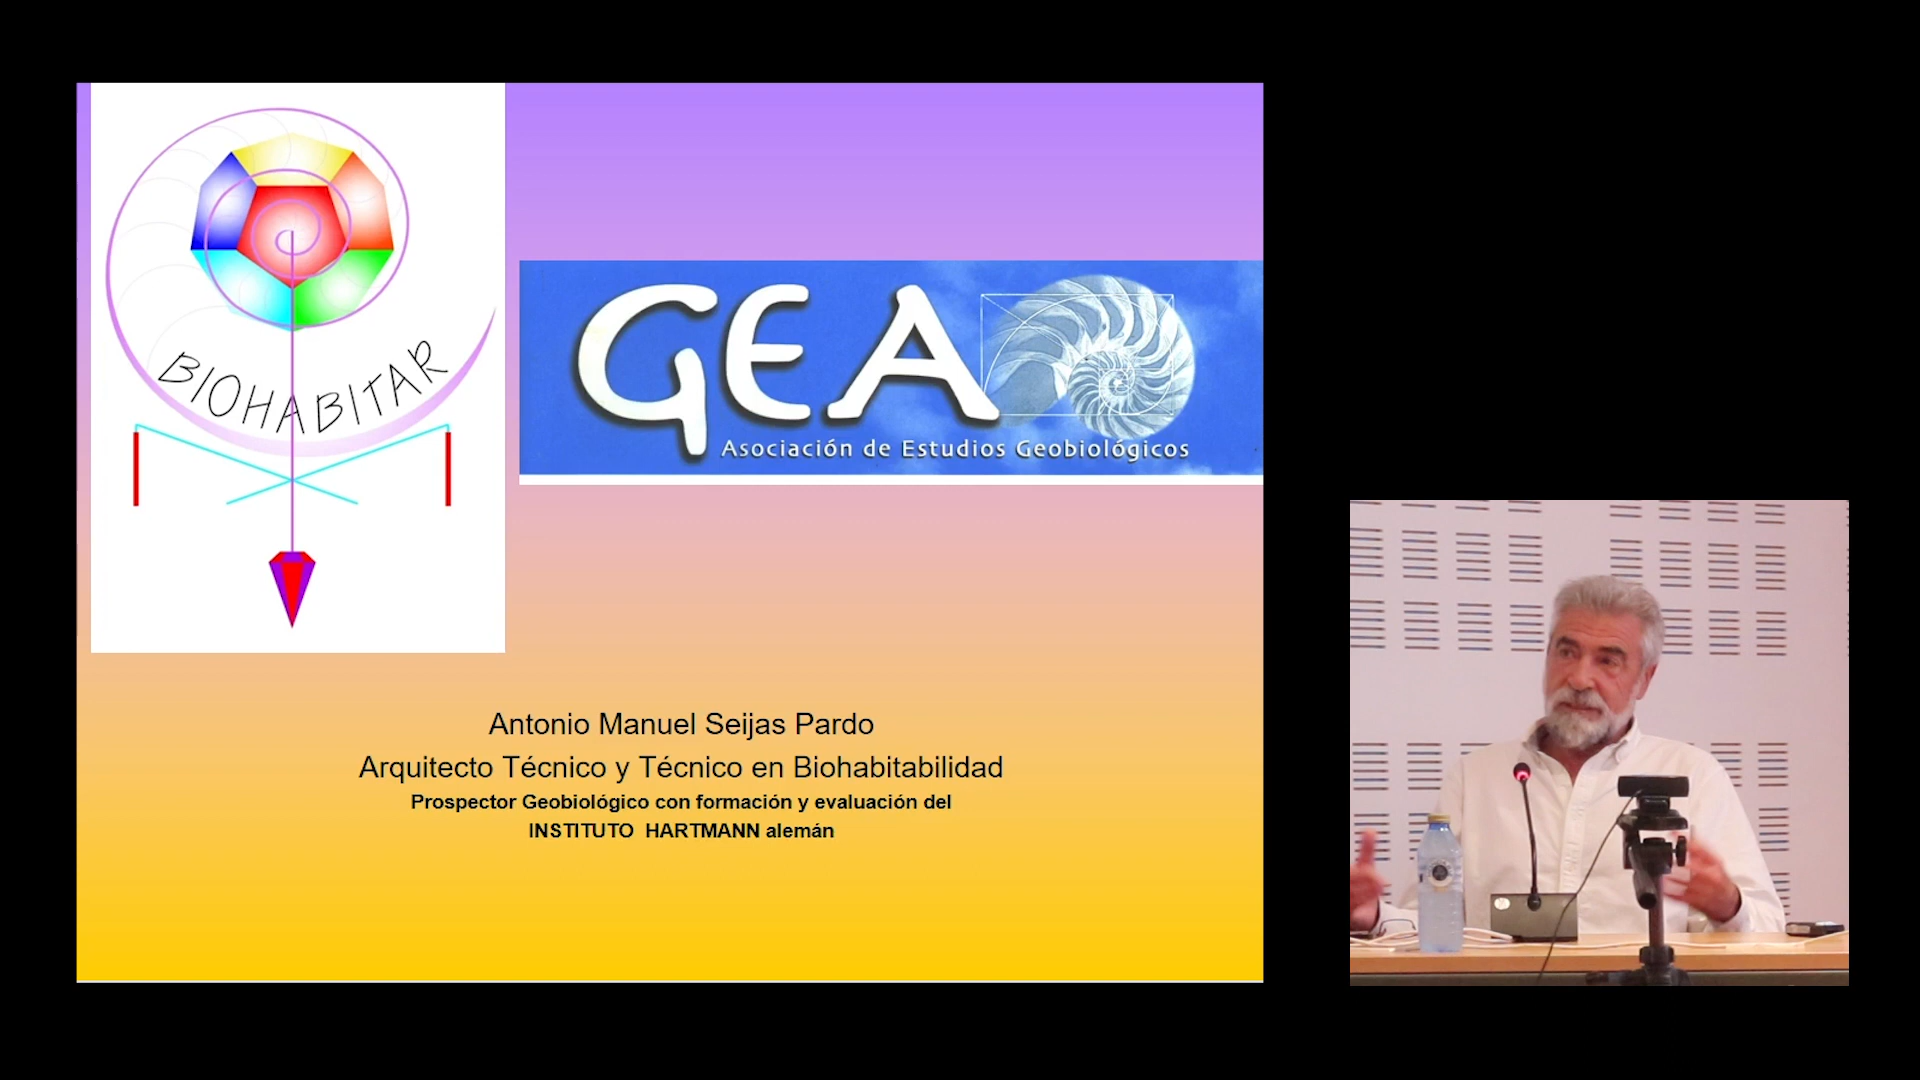 BIOHABITAR
GEA
Asociación de Estudios Geobiológicos
Antonio Manuel Seijas Pardo
Arquitecto Técnico y Técnico en Biohabitabilidad
Prospector Geobiológico con formación y evaluación del
INSTITUTO HARTMANN alemán